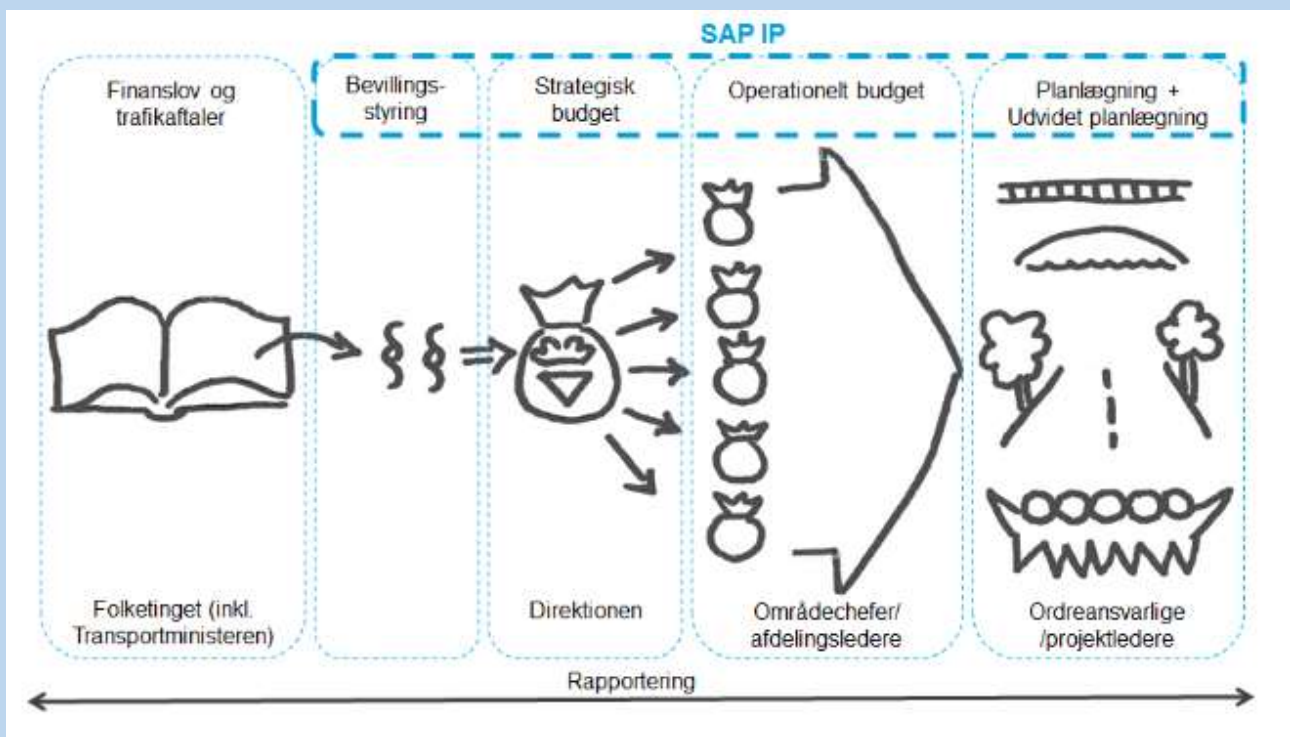 SAP IP
Finanslov og
trafikaftaler
Bevillings-
styring
Strategisk
budget
Operationelt budget
Planlægning +
Udvidet planlægning
§ §
Folketinget (inkl.
Transportministeren)
Direktionen
Områdechefer/
afdelingsledere
Ordreansvarlige
/projektledere
Rapportering